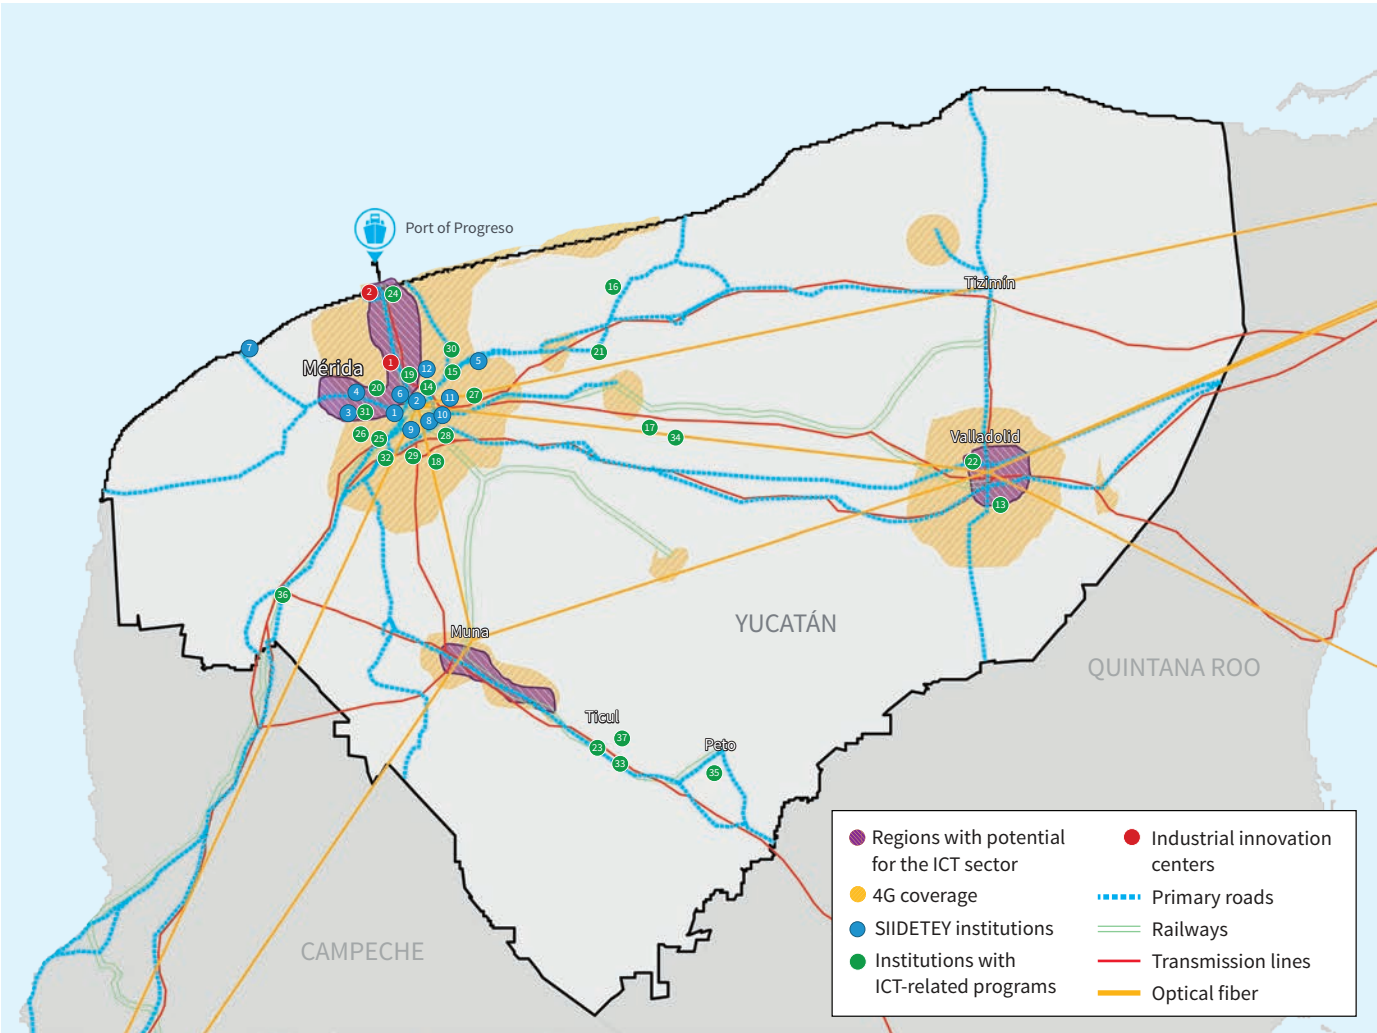 Port of Progreso
2
24
16
Tizimín
7
30
21
5
Mérida
1
12
19
15
20
14
4
6
2
11
27
3
31
1
8
10
17
34
26
25
9
28
Valladolid
32
29
18
22
13
36
Muna
YUCATÁN
QUINTANA ROO
Ticul
37
23
33
Peto
35
CAMPECHE
Regions with potential
for the ICT sector
4G coverage
SIIDETEY institutions
Institutions with
ICT-related programs
Industrial innovation
centers
Primary roads
Railways
Transmission lines
Optical fiber